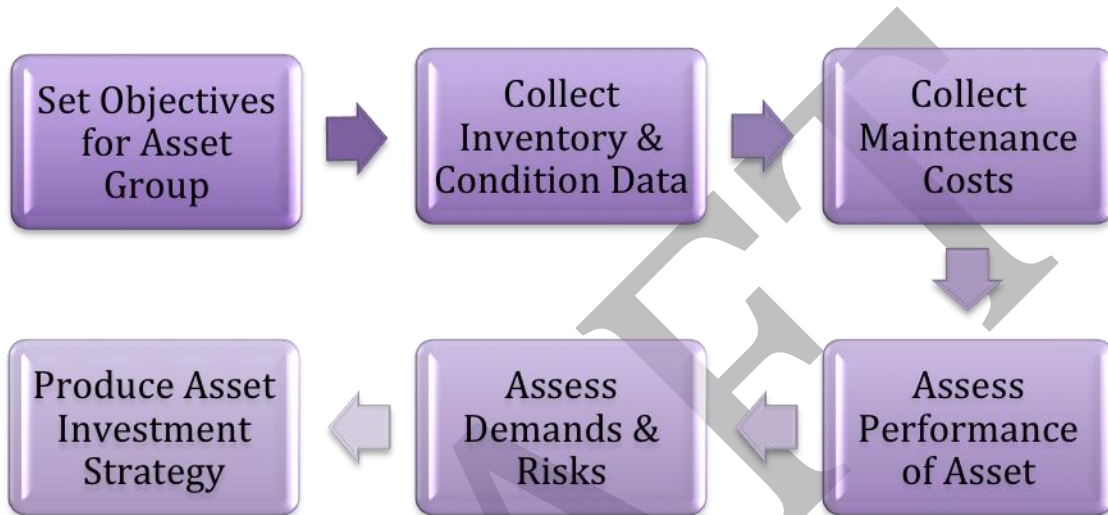 Set Objectives
for Asset
Group
Collect
Inventory &
Condition Data
Collect
Maintenance
Costs
Assess
Performance
of Asset
Assess
Demands &
Risks
Produce Asset
Investment
Strategy